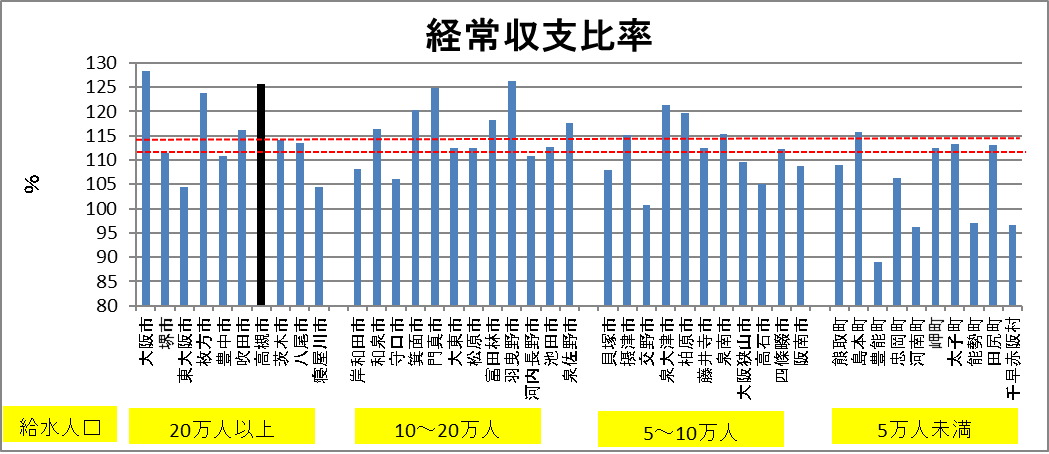 経常収支比率
130
125
120
115
110
105
100
95
90
85
80
%
大阪市
堺市
東大阪市
枚方市
豊中市
吹田市
高槻市
茨木市
八尾市
寝屋川市
岸和田市
和泉市
守口市
箕面市
門真市
大東市
松原市
富田林市
羽曳野市
河内長野市
池田市
泉佐野市
貝塚市
摂津市
交野市
泉大津市
柏原市
藤井寺市
泉南市
大阪狭山市
高石市
四條畷市
阪南市
熊取町
島本町
豊能町
忠岡町
河南町
岬町
太子町
能勢町
田尻町
千早赤阪村
給水人口
20万人以上
10～20万人
5～10万人
5万人未満